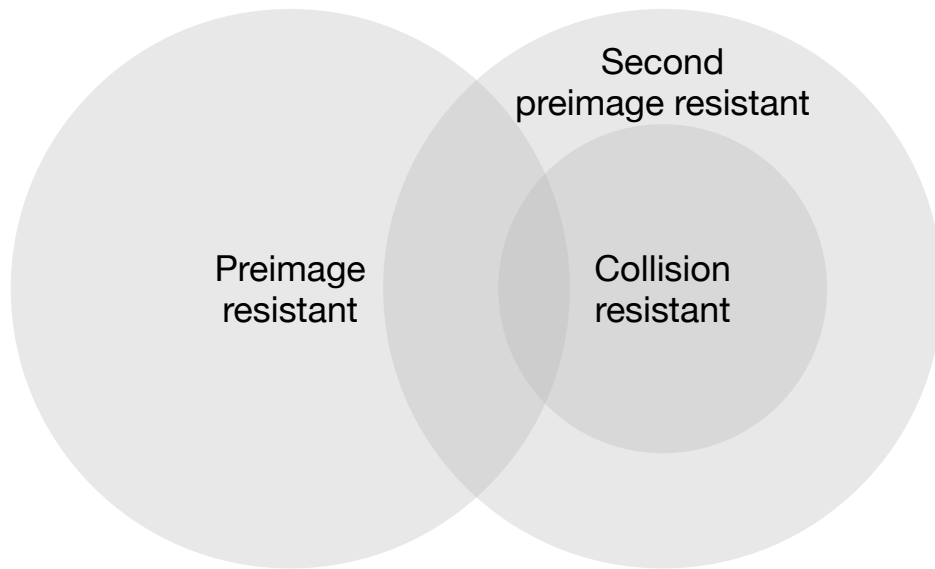 Second
preimage resistant
Preimage
resistant
Collision
resistant